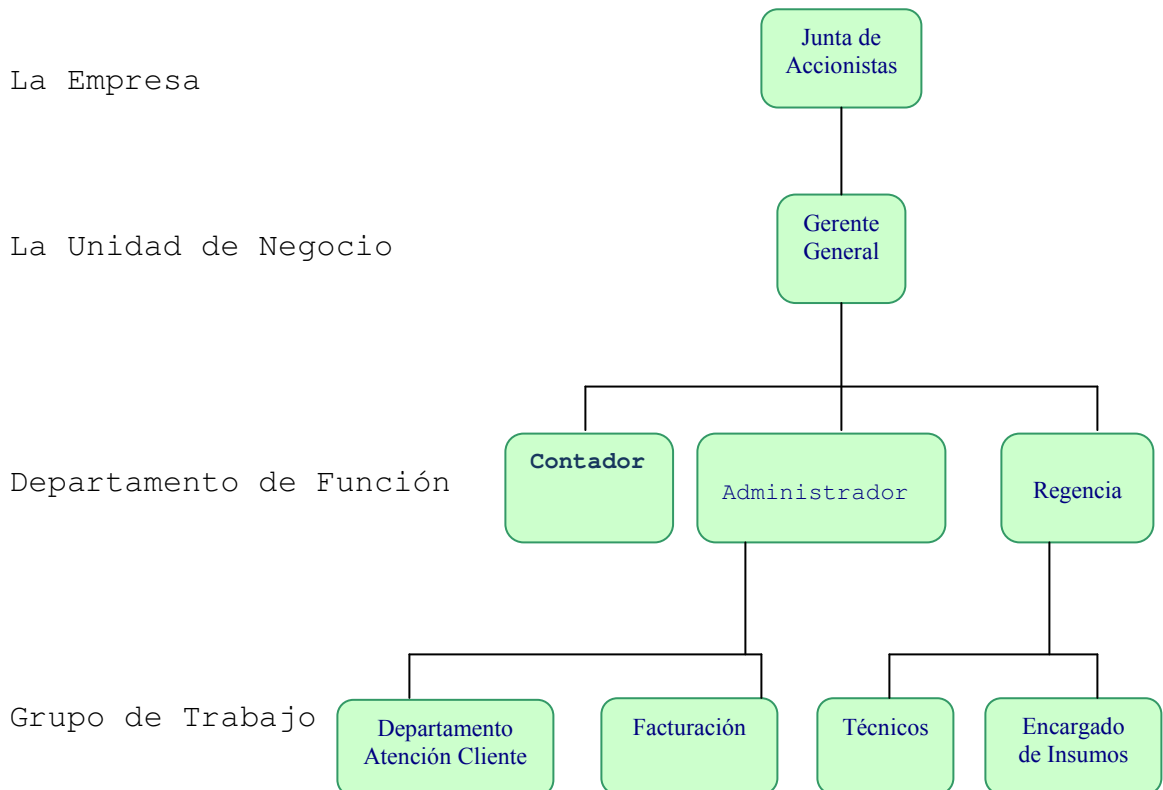 Junta de
Accionistas
La Empresa
La Unidad de Negocio
Gerente
General
Departamento de Función
Contador
Administrador
Regencia
Grupo de Trabajo
Departamento
Atención Cliente
Facturación
Técnicos
Encargado
de Insumos